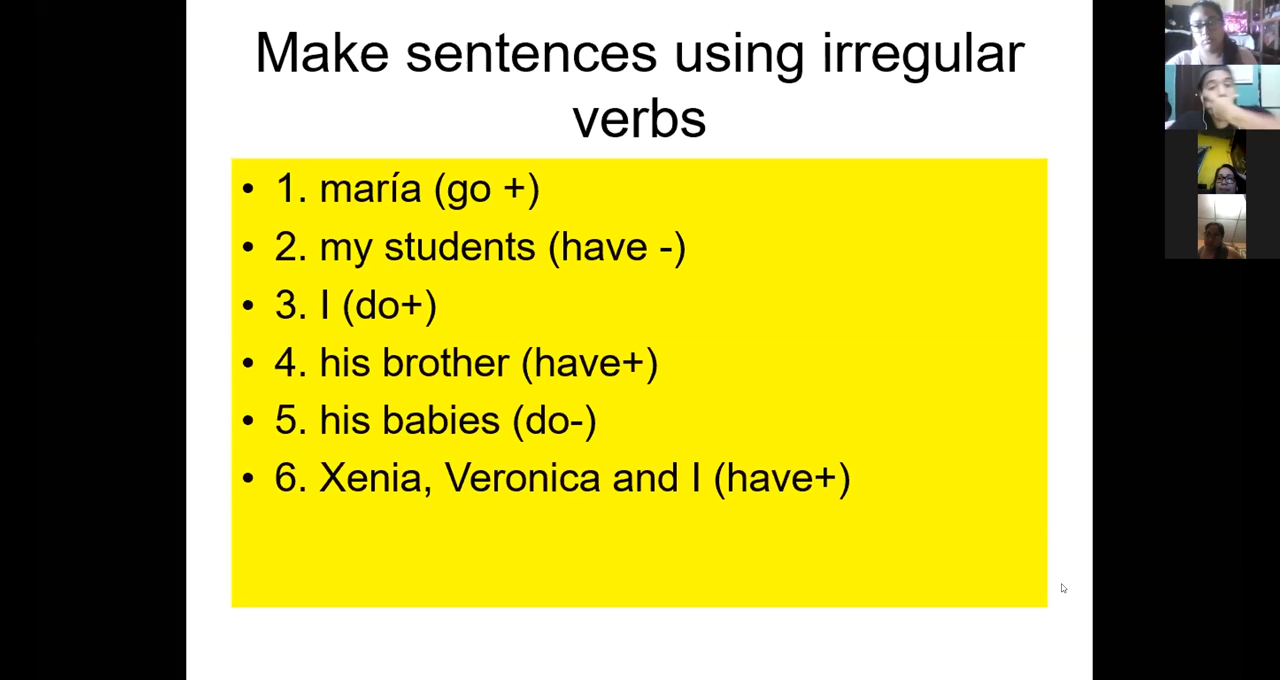 Make sentences using irregular
verbs
• 1. maría (go +)
• 2. my students (have -)
• 3. I (do+)
• 4. his brother (have+)
• 5. his babies (do-)
• 6. Xenia, Veronica and I (have+)